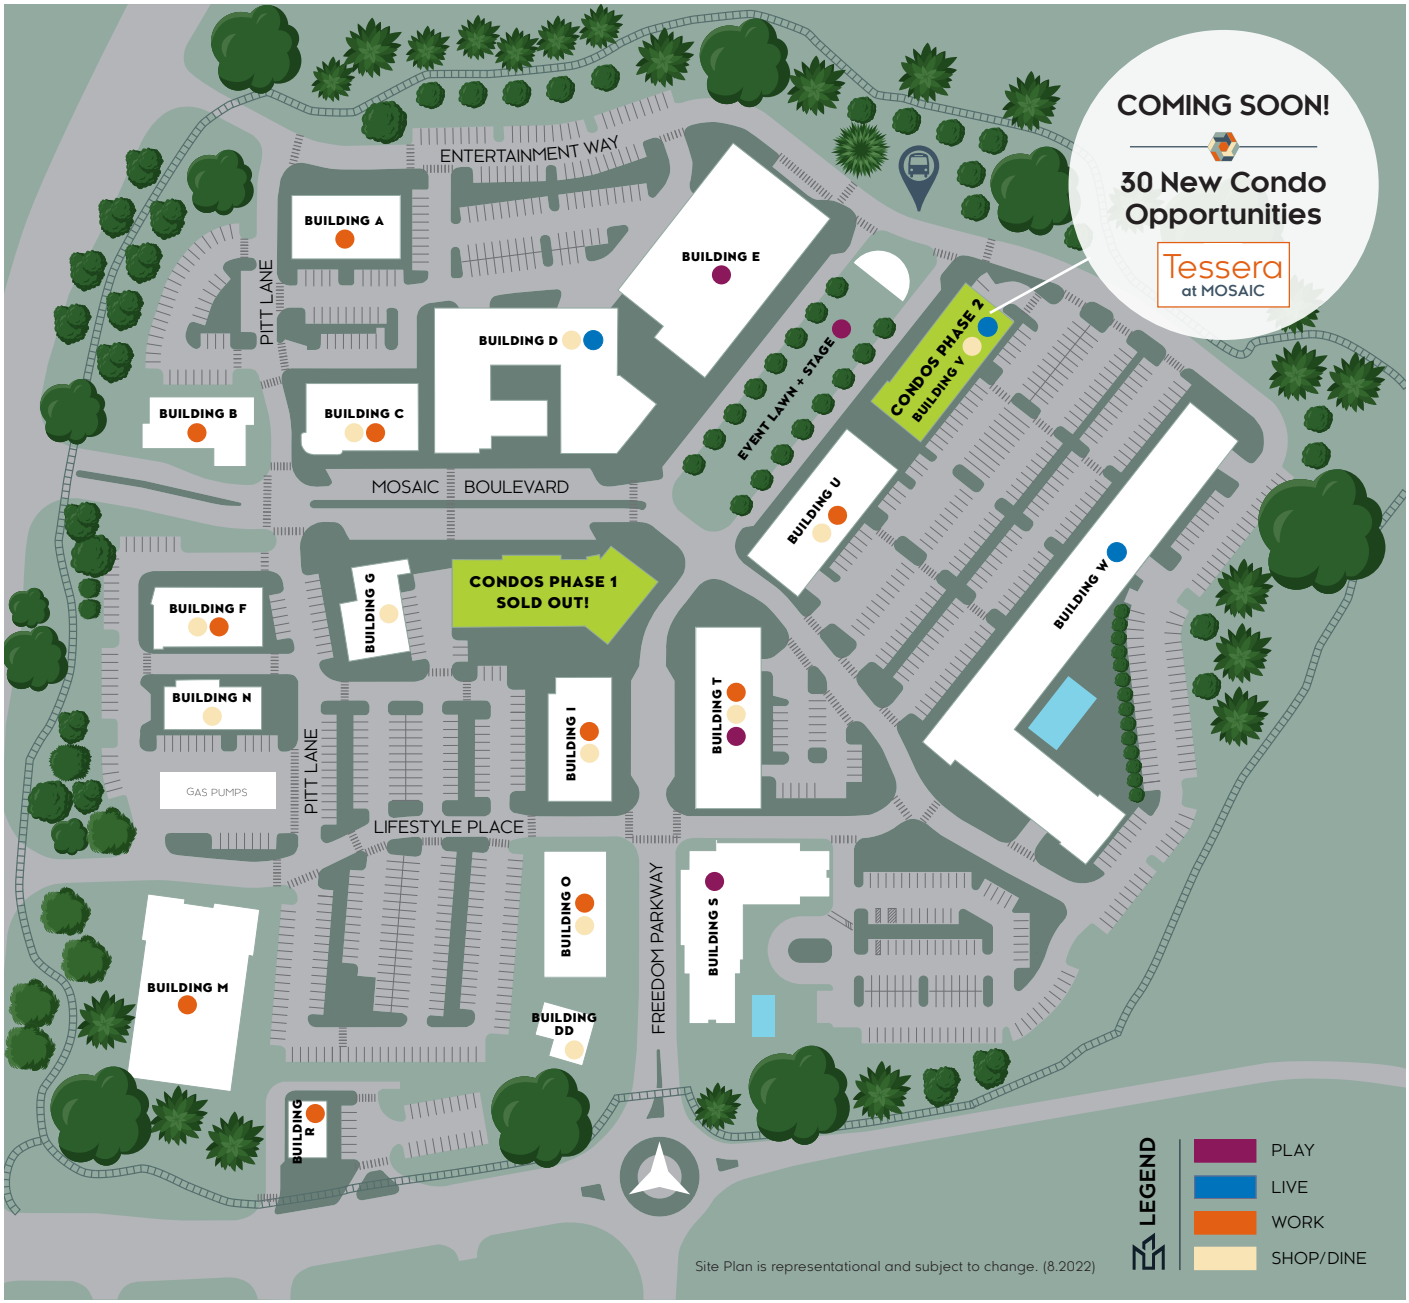 COMING SOON!
30 New Condo
Opportunities
Tessera
at MOSAIC
ENTERTAINMENT WAY
BUILDING A
PITT LANE
BUILDING E
BUILDING D
BUILDING B
BUILDING C
EVENT LAWN + STAGE
CONDOS PHASE 2
BUILDING V
MOSAIC BOULEVARD
BUILDING U
BUILDING W
CONDOS PHASE 1
SOLD OUT!
BUILDING G
BUILDING F
BUILDING N
GAS PUMPS
PITT LANE
BUILDING I
BUILDING T
LIFESTYLE PLACE
BUILDING O
FREEDOM PARKWAY
BUILDING S
BUILDING M
BUILDING
DD
BUILDING
R
LEGEND
PLAY
LIVE
WORK
SHOP/DINE
Site Plan is representational and subject to change. (8.2022)